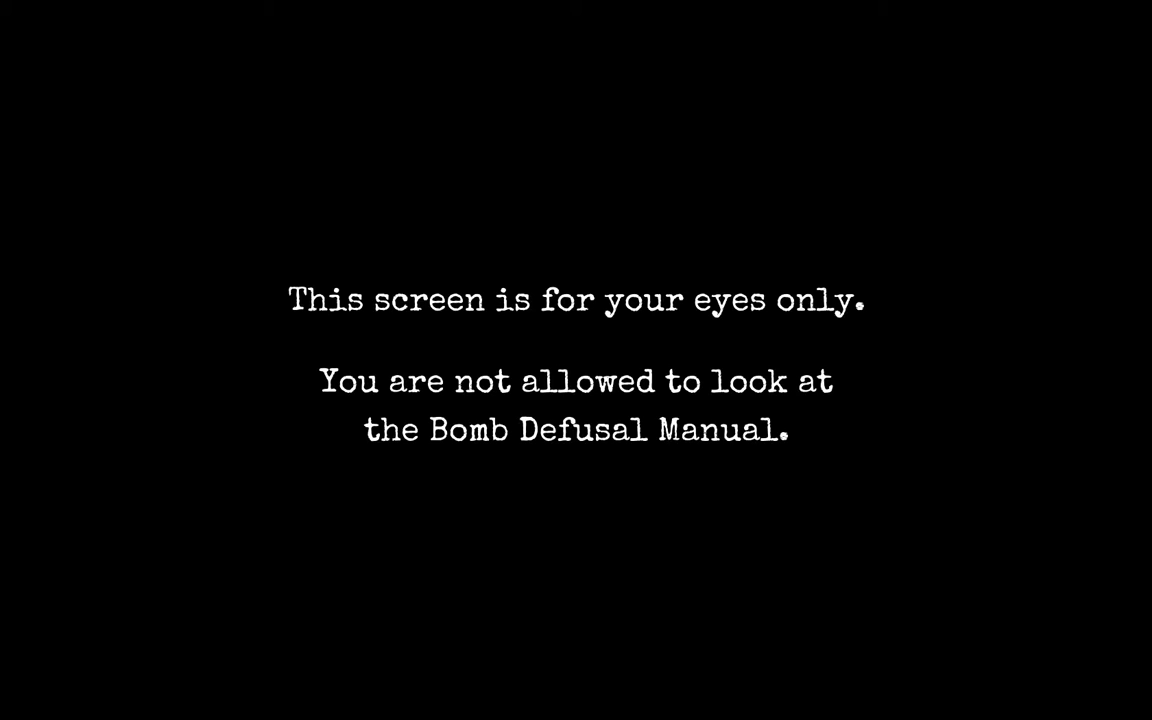 This screen is for your eyes only.
You are not allowed to look at
the Bomb Defusal Manual.